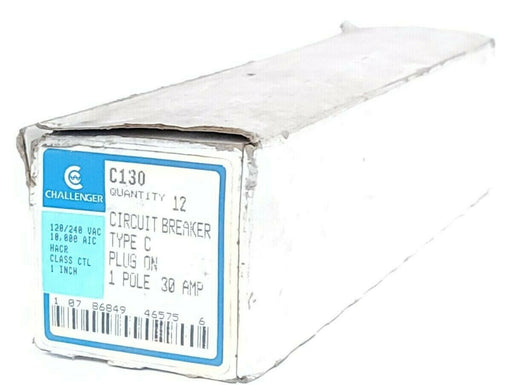 CHALLENGER
C130
QUANTITY 12
CIRCUIT BREAKER
TYPE C
PLUG ON
1 POLE 30 AMP
120/240 VAC
10,000 AIC
HACR
CLASS CTL
1 INCH
1 07 86849 46575 6